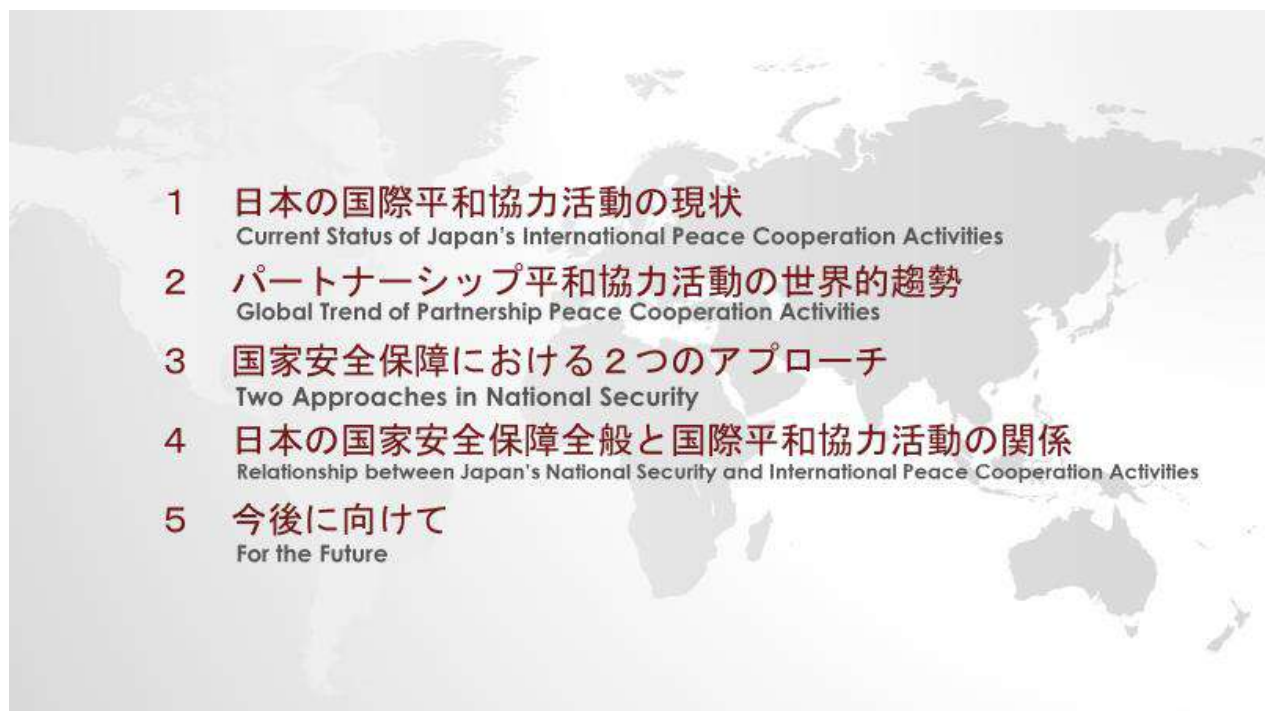 1 日本の国際平和協力活動の現状
Current Status of Japan's International Peace Cooperation Activities
2 パートナーシップ平和協力活動の世界的趨勢
Global Trend of Partnership Peace Cooperation Activities
3 国家安全保障における2つのアプローチ
Two Approaches in National Security
4 日本の国家安全保障全般と国際平和協力活動の関係
Relationship between Japan's National Security and International Peace Cooperation Activities
5 今後に向けて
For the Future